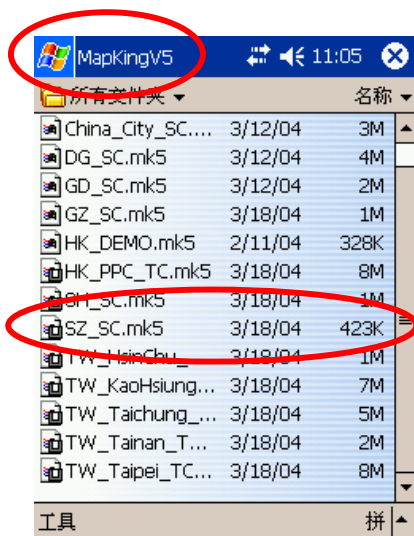 MapKingV5 11:05
所有文件夹 名称
China_City_SC.... 3/12/04 3M
DG_SC.mk5 3/12/04 4M
GD_SC.mk5 3/12/04 2M
GZ_SC.mk5 3/18/04 1M
HK_DEMO.mk5 2/11/04 328K
HK_PPC_TC.mk5 3/18/04 8M
SH_SC.mk5 3/18/04 1M
SZ_SC.mk5 3/18/04 423K
TW_HsinChu_ 3/18/04 1M
TW_KaoHsiung... 3/18/04 7M
TW_Taichung_... 3/18/04 5M
TW_Tainan_T... 3/18/04 2M
TW_Taipei_TC... 3/18/04 8M
工具 拼